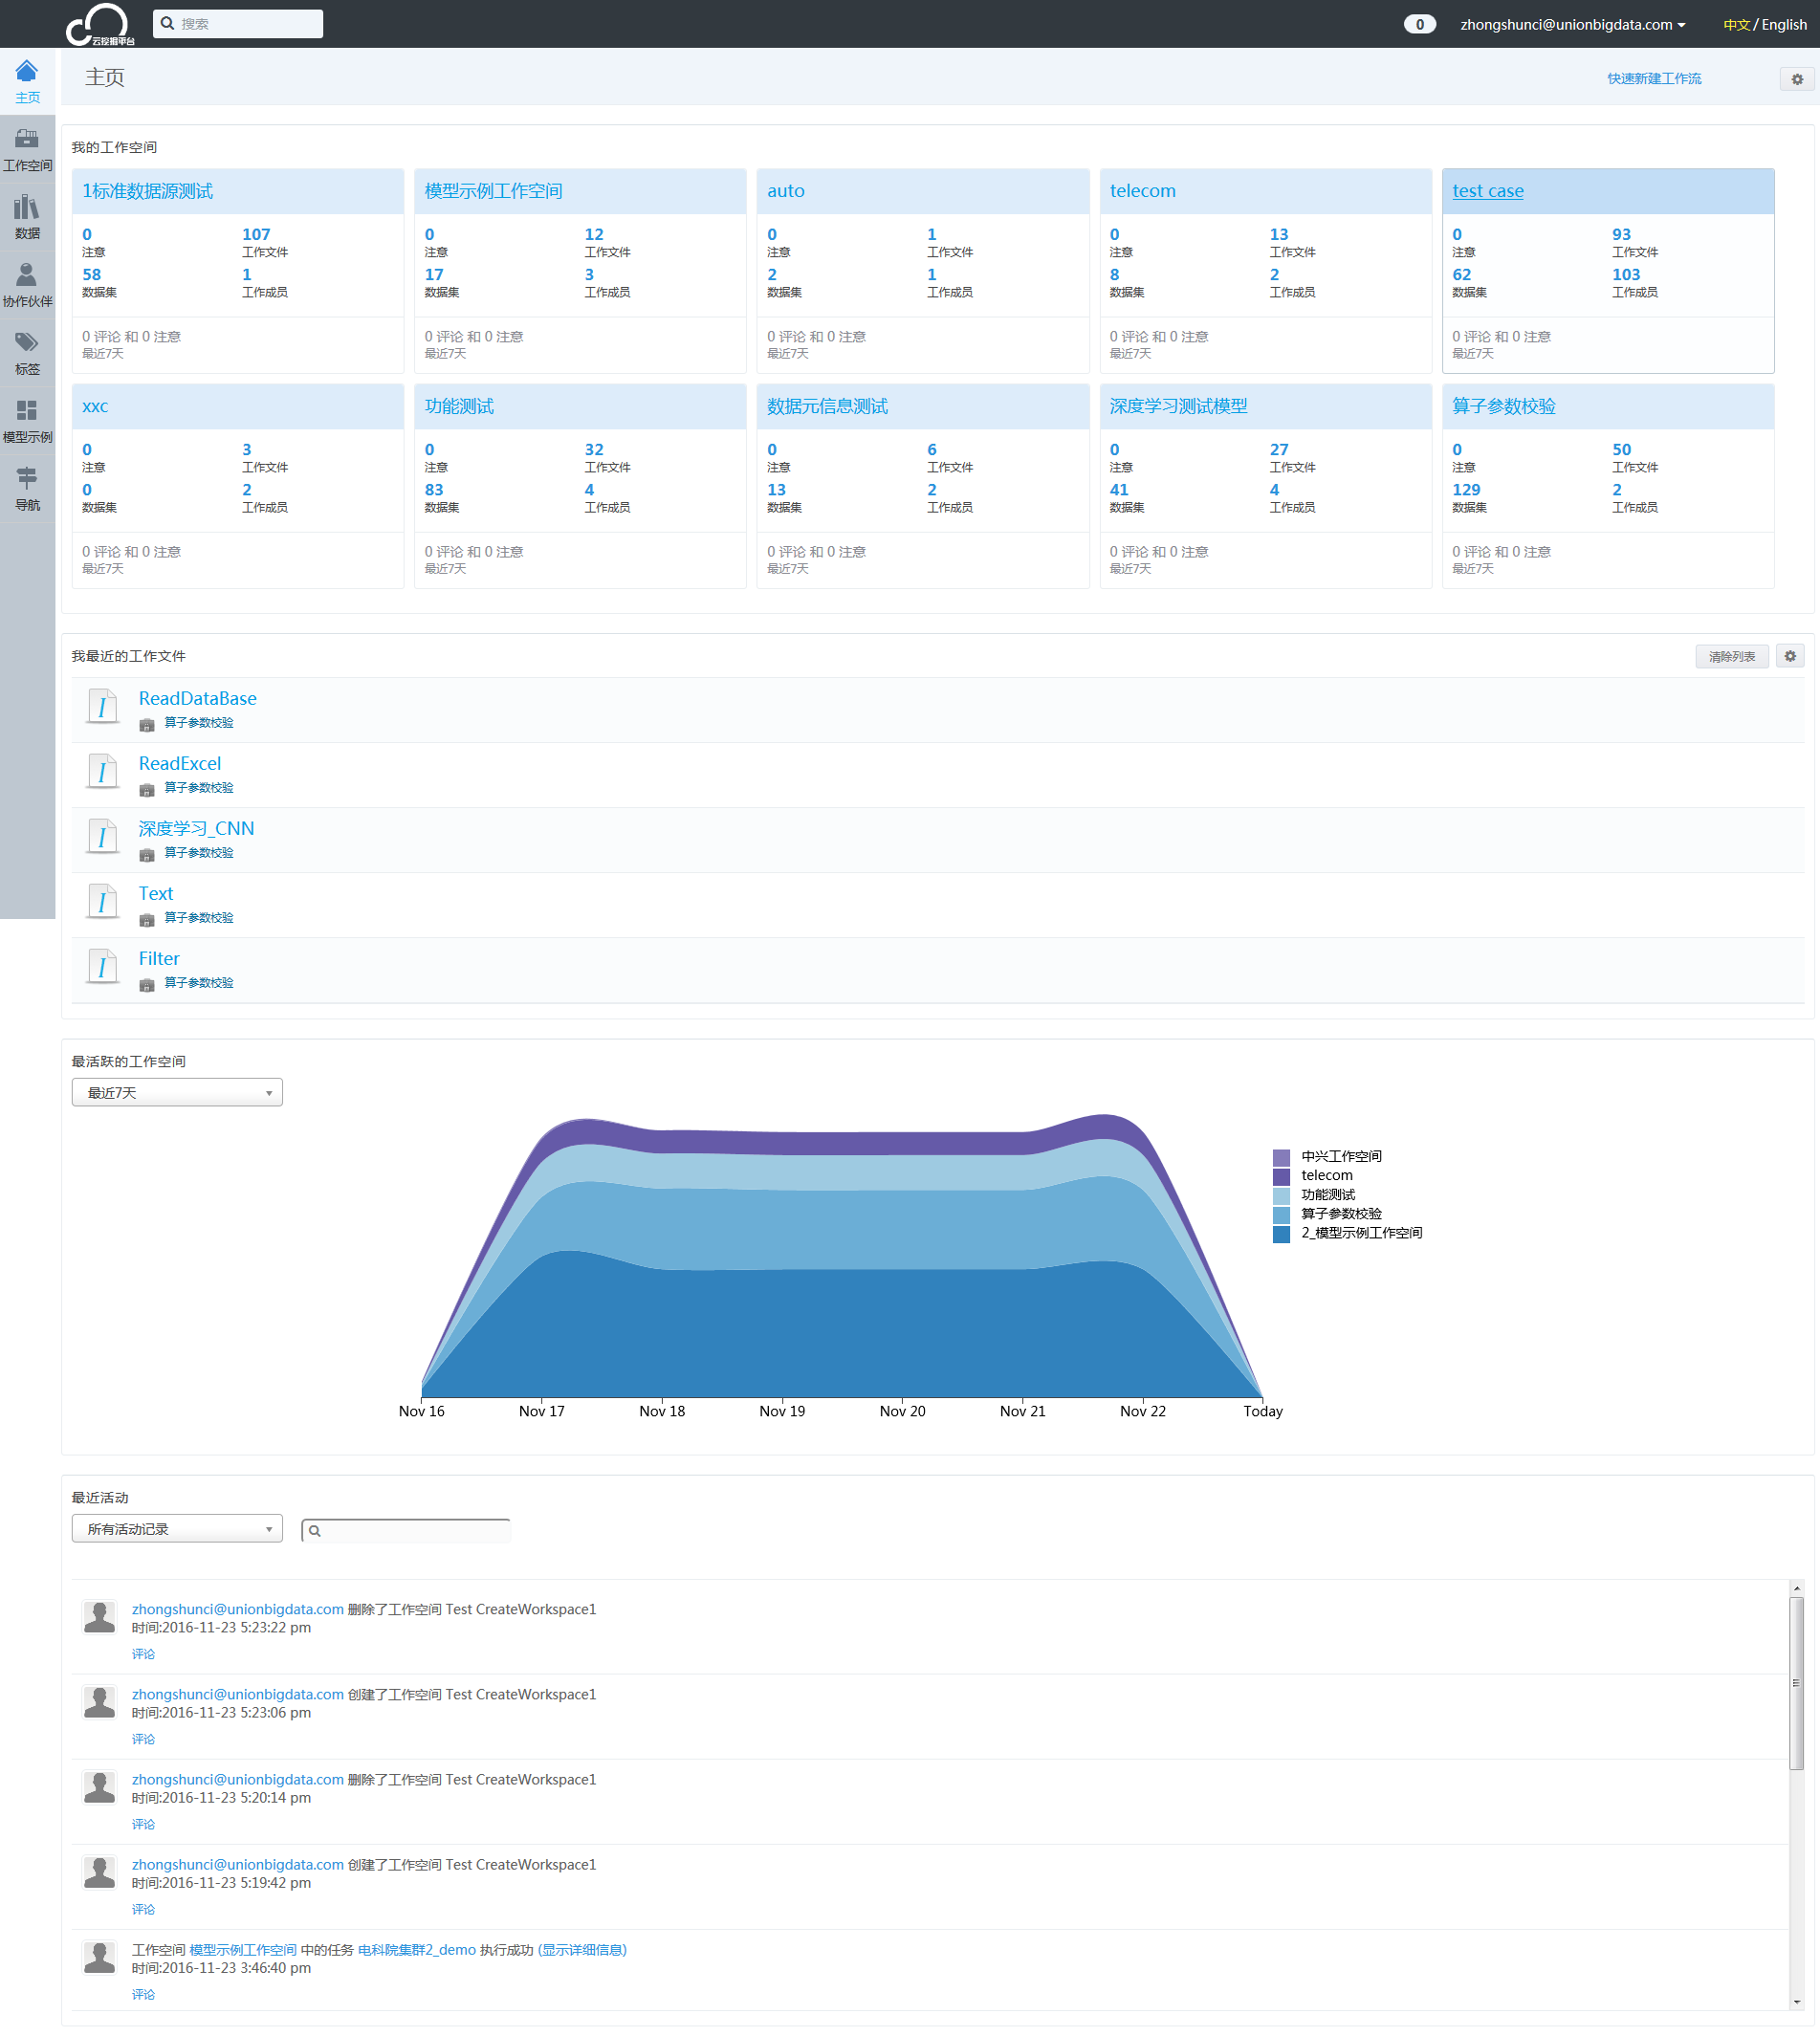 云挖掘平台
搜索
0
zhongshunci@unionbigdata.com
中文 / English
主页
工作空间
数据
协作伙伴
标签
模型示例
导航
主页
快速新建工作流
我的工作空间
1标准数据源测试
0 107
注意 工作文件
58 1
数据集 工作成员
0 评论 和 0 注意
最近7天
模型示例工作空间
0 12
注意 工作文件
17 3
数据集 工作成员
0 评论 和 0 注意
最近7天
auto
0 1
注意 工作文件
2 1
数据集 工作成员
0 评论 和 0 注意
最近7天
telecom
0 13
注意 工作文件
8 2
数据集 工作成员
0 评论 和 0 注意
最近7天
test case
0 93
注意 工作文件
62 103
数据集 工作成员
0 评论 和 0 注意
最近7天
xxc
0 3
注意 工作文件
0 2
数据集 工作成员
0 评论 和 0 注意
最近7天
功能测试
0 32
注意 工作文件
83 4
数据集 工作成员
0 评论 和 0 注意
最近7天
数据元信息测试
0 6
注意 工作文件
13 2
数据集 工作成员
0 评论 和 0 注意
最近7天
深度学习测试模型
0 27
注意 工作文件
41 4
数据集 工作成员
0 评论 和 0 注意
最近7天
算子参数校验
0 50
注意 工作文件
129 2
数据集 工作成员
0 评论 和 0 注意
最近7天
我最近的工作文件
清除列表
I
ReadDataBase
算子参数校验
I
ReadExcel
算子参数校验
I
深度学习_CNN
算子参数校验
I
Text
算子参数校验
I
Filter
算子参数校验
最活跃的工作空间
最近7天
中兴工作空间
telecom
功能测试
算子参数校验
2_模型示例工作空间
Nov 16 Nov 17 Nov 18 Nov 19 Nov 20 Nov 21 Nov 22 Today
最近活动
所有活动记录
zhongshunci@unionbigdata.com 删除了工作空间 Test CreateWorkspace1
时间:2016-11-23 5:23:22 pm
评论
zhongshunci@unionbigdata.com 创建了工作空间 Test CreateWorkspace1
时间:2016-11-23 5:23:06 pm
评论
zhongshunci@unionbigdata.com 删除了工作空间 Test CreateWorkspace1
时间:2016-11-23 5:20:14 pm
评论
zhongshunci@unionbigdata.com 创建了工作空间 Test CreateWorkspace1
时间:2016-11-23 5:19:42 pm
评论
工作空间 模型示例工作空间 中的任务 电科院集群2_demo 执行成功 (显示详细信息)
时间:2016-11-23 3:46:40 pm
评论